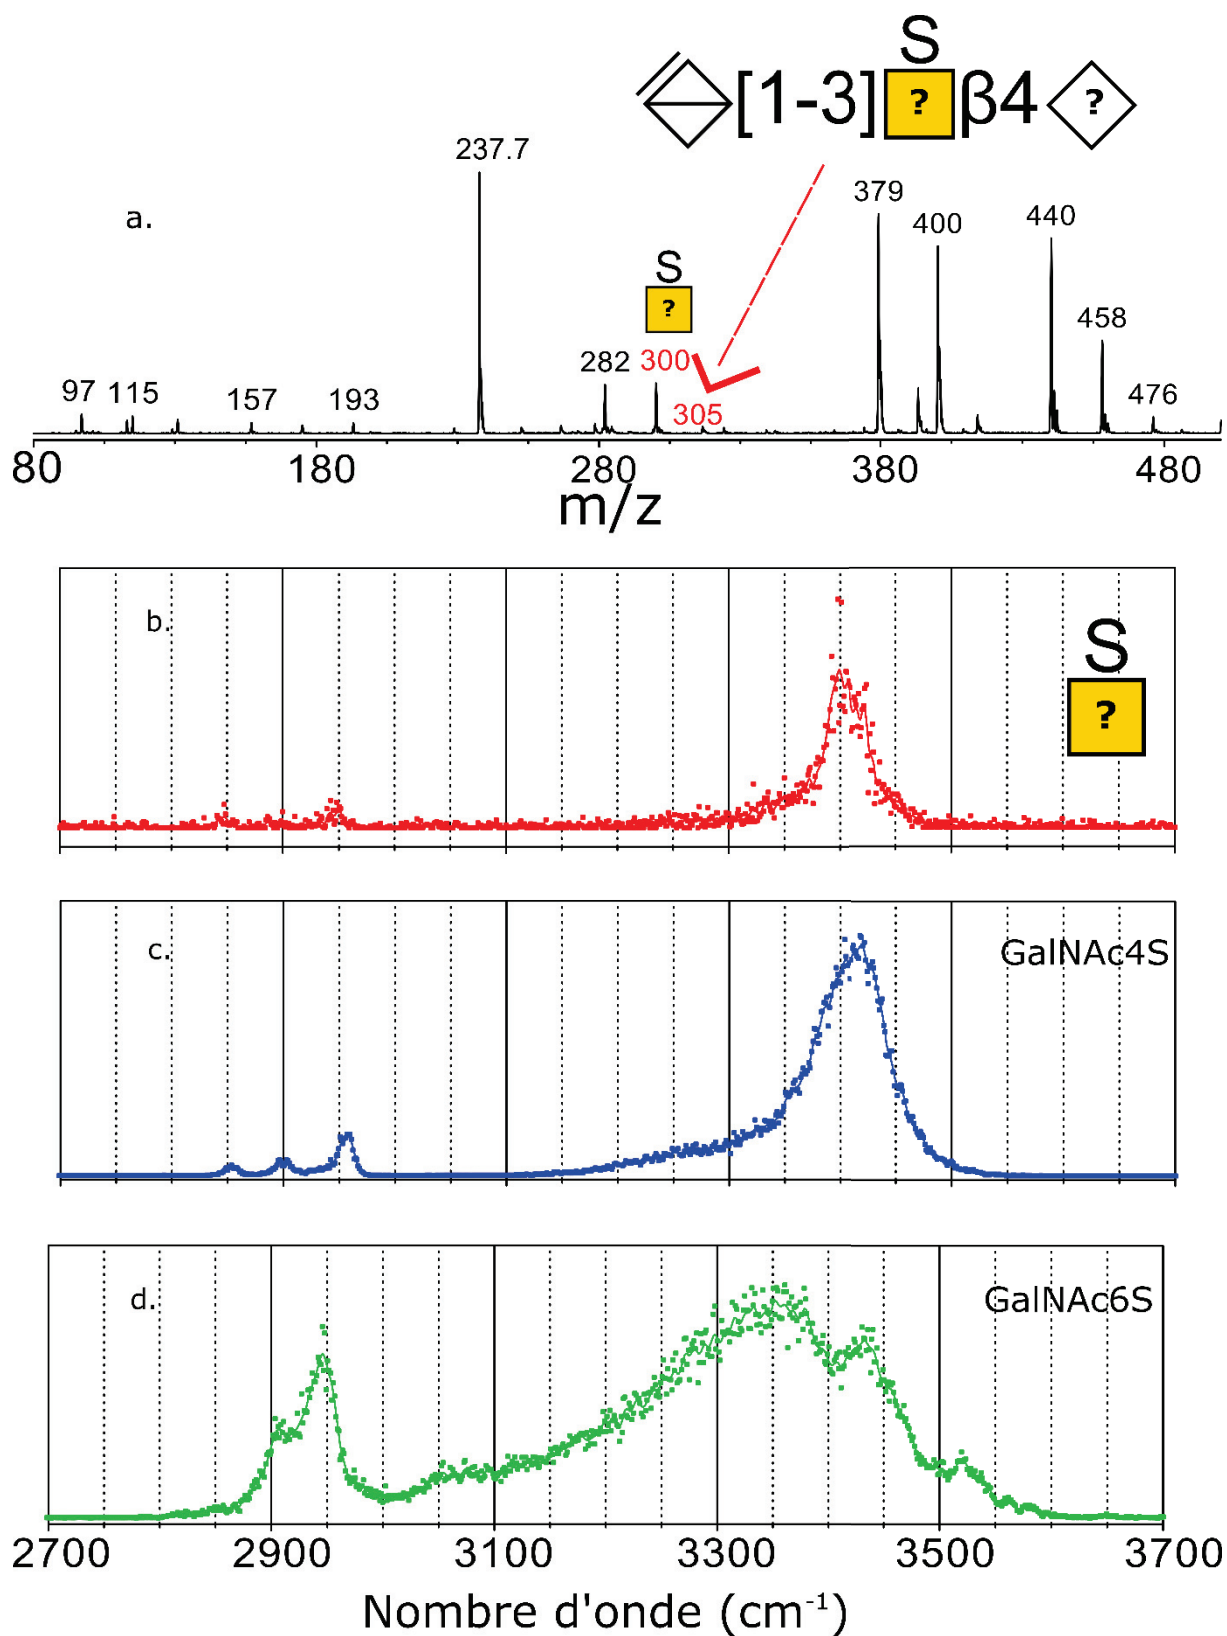 S
[1-3] ? β4 ?
237.7
a.
379
400
440
S
?
458
97
115
157
193
282
300
305
476
80
180
280
380
480
m/z
b.
S
?
c.
GalNAc4S
d.
GalNAc6S
2700
2900
3100
3300
3500
3700
Nombre d'onde (cm⁻¹)